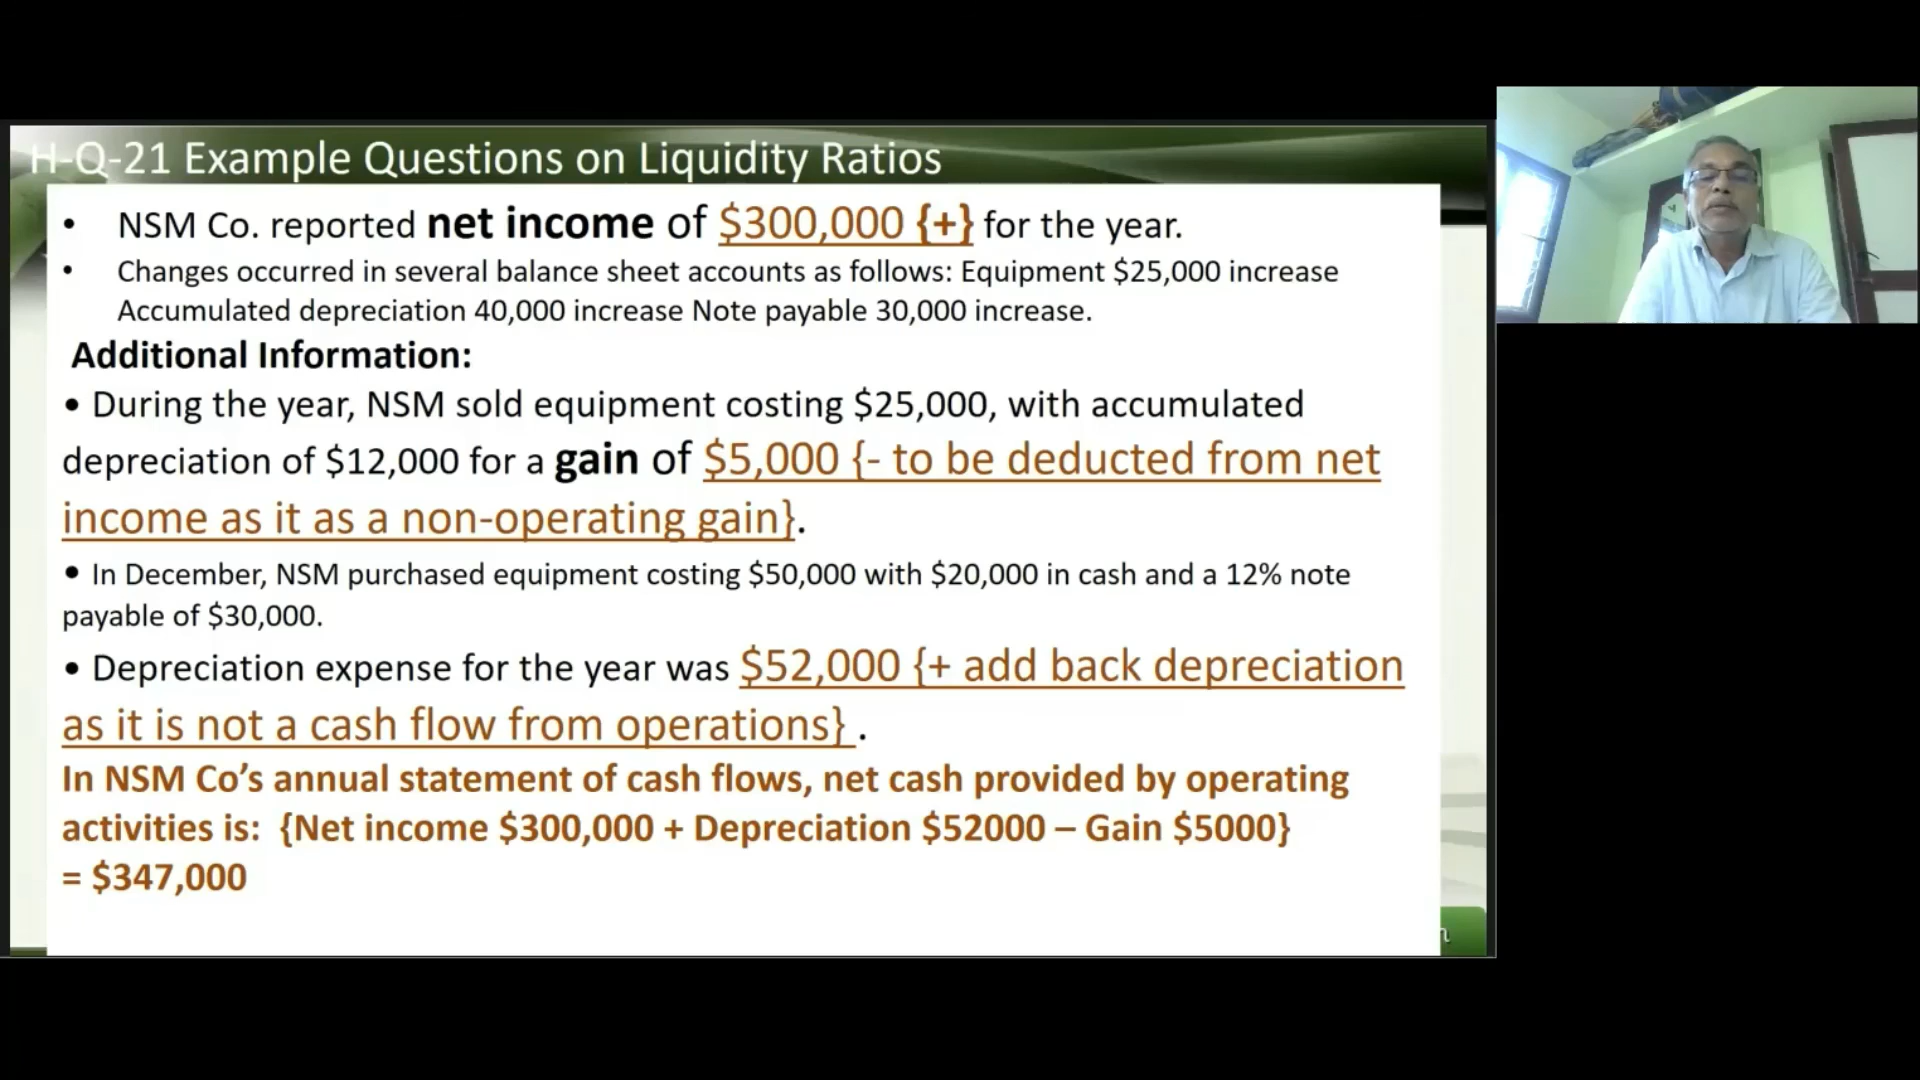 H-Q-21 Example Questions on Liquidity Ratios
• NSM Co. reported net income of $300,000 {+} for the year.
• Changes occurred in several balance sheet accounts as follows: Equipment $25,000 increase
Accumulated depreciation 40,000 increase Note payable 30,000 increase.
Additional Information:
• During the year, NSM sold equipment costing $25,000, with accumulated
depreciation of $12,000 for a gain of $5,000 {- to be deducted from net
income as it as a non-operating gain}.
• In December, NSM purchased equipment costing $50,000 with $20,000 in cash and a 12% note
payable of $30,000.
• Depreciation expense for the year was $52,000 {+ add back depreciation
as it is not a cash flow from operations} .
In NSM Co’s annual statement of cash flows, net cash provided by operating
activities is: {Net income $300,000 + Depreciation $52000 – Gain $5000}
= $347,000